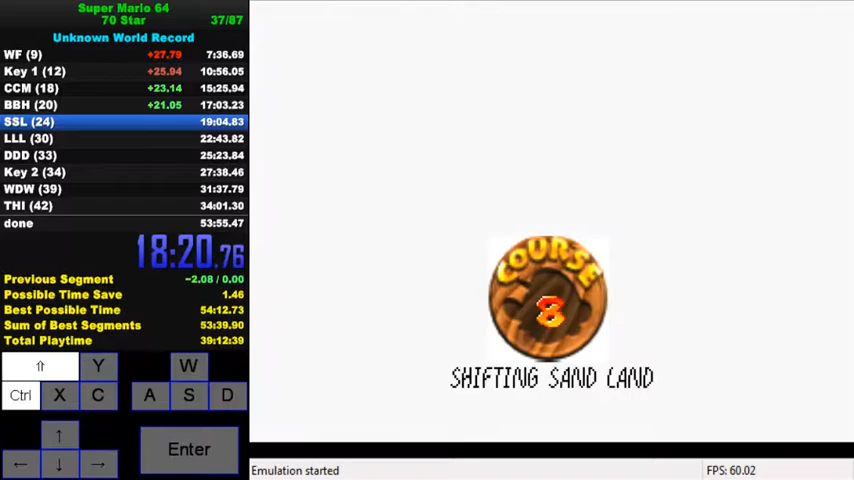 Super Mario 64
70 Star 37/87
Unknown World Record
WF (9) +27.79 7:36.69
Key 1 (12) +25.94 10:56.05
CCM (18) +23.14 15:25.94
BBH (20) +21.05 17:03.23
SSL (24) 19:04.83
LLL (30) 22:43.82
DDD (33) 25:23.84
Key 2 (34) 27:38.46
WDW (39) 31:37.79
THI (42) 34:01.30
done 53:55.47
18:20.76
Previous Segment -2.08 / 0.00
Possible Time Save 1.46
Best Possible Time 54:12.73
Sum of Best Segments 53:39.90
Total Playtime 39:12:39
⇧ Y W
Ctrl X C A S D
↑
← ↓ → Enter
COURSE
8
SHIFTING SAND LAND
Emulation started FPS: 60.02